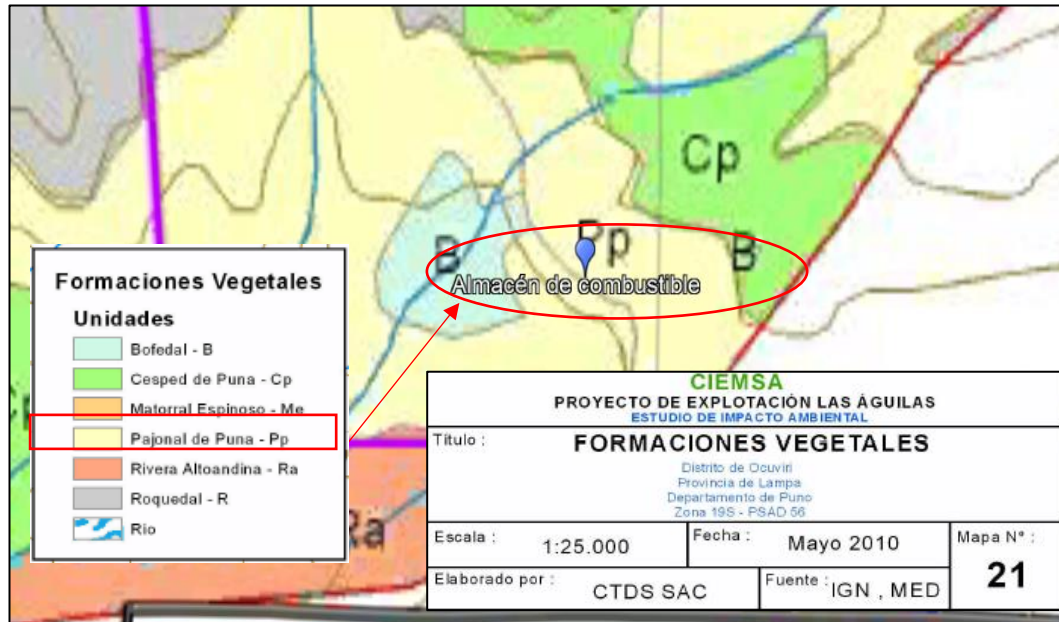 Cp
Pp
B
B
Almacén de combustible
Ra
Formaciones Vegetales
Unidades
Bofedal - B
Cesped de Puna - Cp
Matorral Espinoso - Me
Pajonal de Puna - Pp
Rivera Altoandina - Ra
Roquedal - R
Rio
CIEMSA
PROYECTO DE EXPLOTACIÓN LAS ÁGUILAS
ESTUDIO DE IMPACTO AMBIENTAL
Titulo :
FORMACIONES VEGETALES
Distrito de Ocuviri
Provincia de Lampa
Departamento de Puno
Zona 19S - PSAD 56
Escala : 1:25.000
Fecha : Mayo 2010
Mapa N° : 21
Elaborado por : CTDS SAC
Fuente : IGN , MED